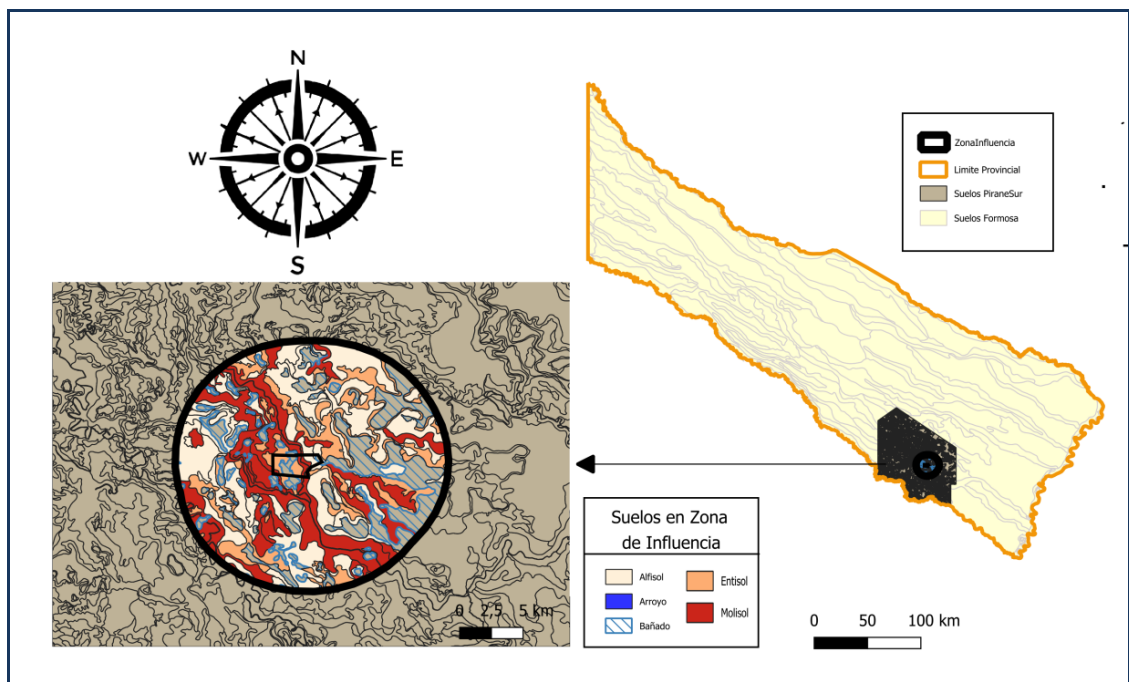 N
W E
S
ZonaInfluencia
Limite Provincial
Suelos PiraneSur
Suelos Formosa
0 2,5 5 km
Suelos en Zona
de Influencia
Alfisol
Entisol
Arroyo
Molisol
Bañado
0 50 100 km